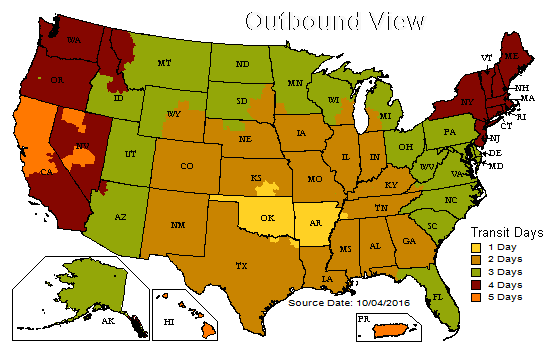 Outbound View
WA
OR
CA
NV
ID
MT
WY
UT
AZ
CO
NM
ND
SD
NE
KS
OK
TX
MN
IA
MO
AR
LA
WI
IL
MI
IN
OH
KY
TN
MS
AL
GA
FL
SC
NC
VA
WV
PA
NY
VT
ME
NH
MA
RI
CT
NJ
DE
MD
AK
HI
PR
Transit Days
1 Day
2 Days
3 Days
4 Days
5 Days
Source Date: 10/04/2016